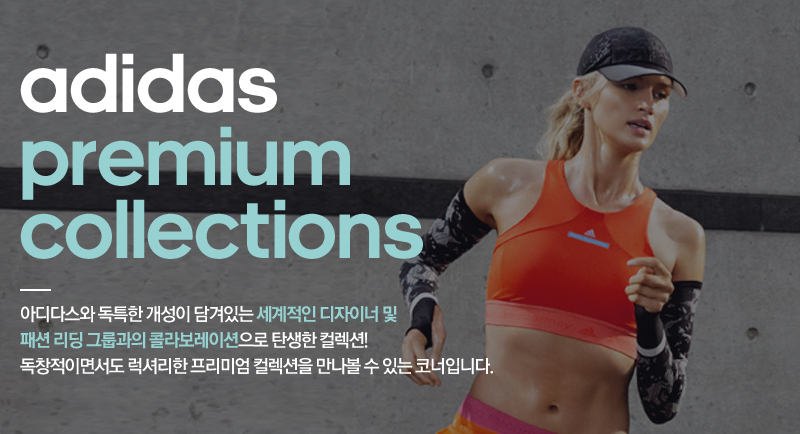 adidas
premium
collections
아디다스와 독특한 개성이 담겨있는 세계적인 디자이너 및
패션 리딩 그룹과의 콜라보레이션으로 탄생한 컬렉션!
독창적이면서도 럭셔리한 프리미엄 컬렉션을 만나볼 수 있는 코너입니다.